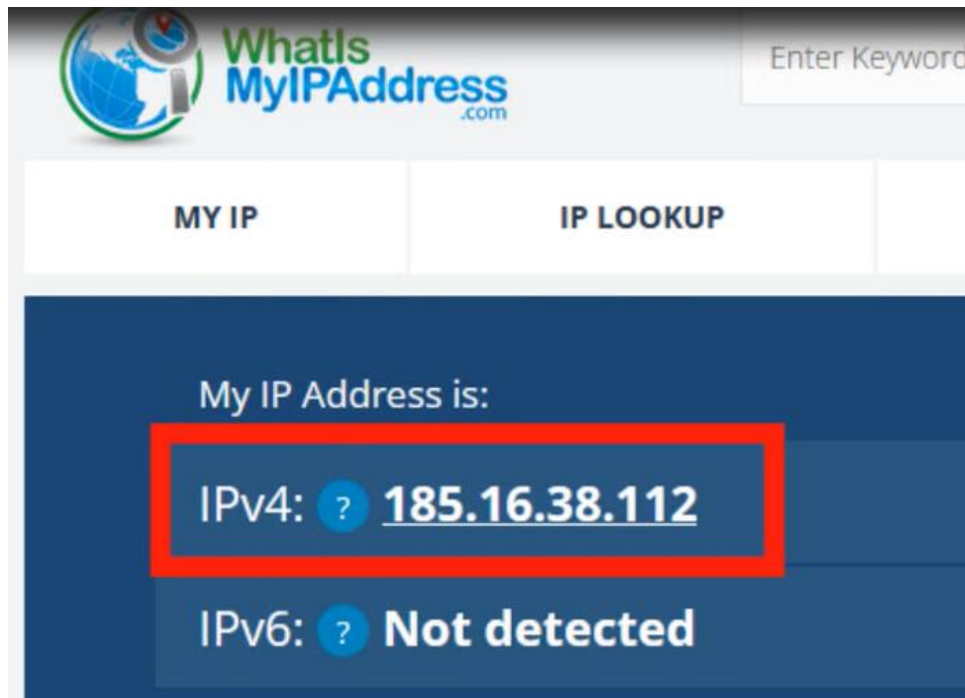 WhatIs
MyIPAddress
.com
Enter Keyword
MY IP
IP LOOKUP
My IP Address is:
IPv4: ? 185.16.38.112
IPv6: ? Not detected